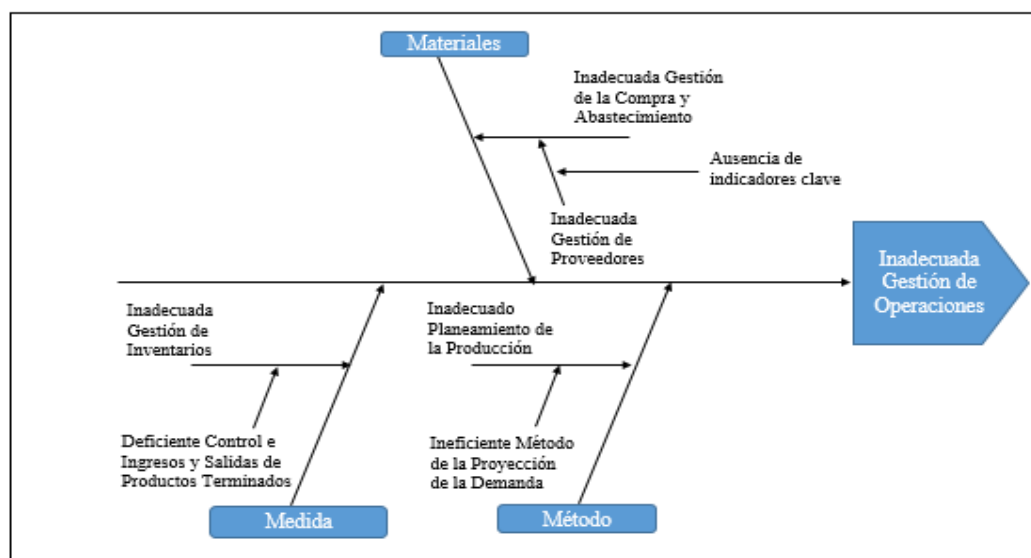 Materiales
Inadecuada Gestión
de la Compra y
Abastecimiento
Ausencia de
indicadores clave
Inadecuada
Gestión de
Proveedores
Inadecuada
Gestión de
Operaciones
Inadecuada
Gestión de
Inventarios
Inadecuado
Planeamiento de
la Producción
Deficiente Control e
Ingresos y Salidas de
Productos Terminados
Ineficiente Método
de la Proyección
de la Demanda
Medida
Método